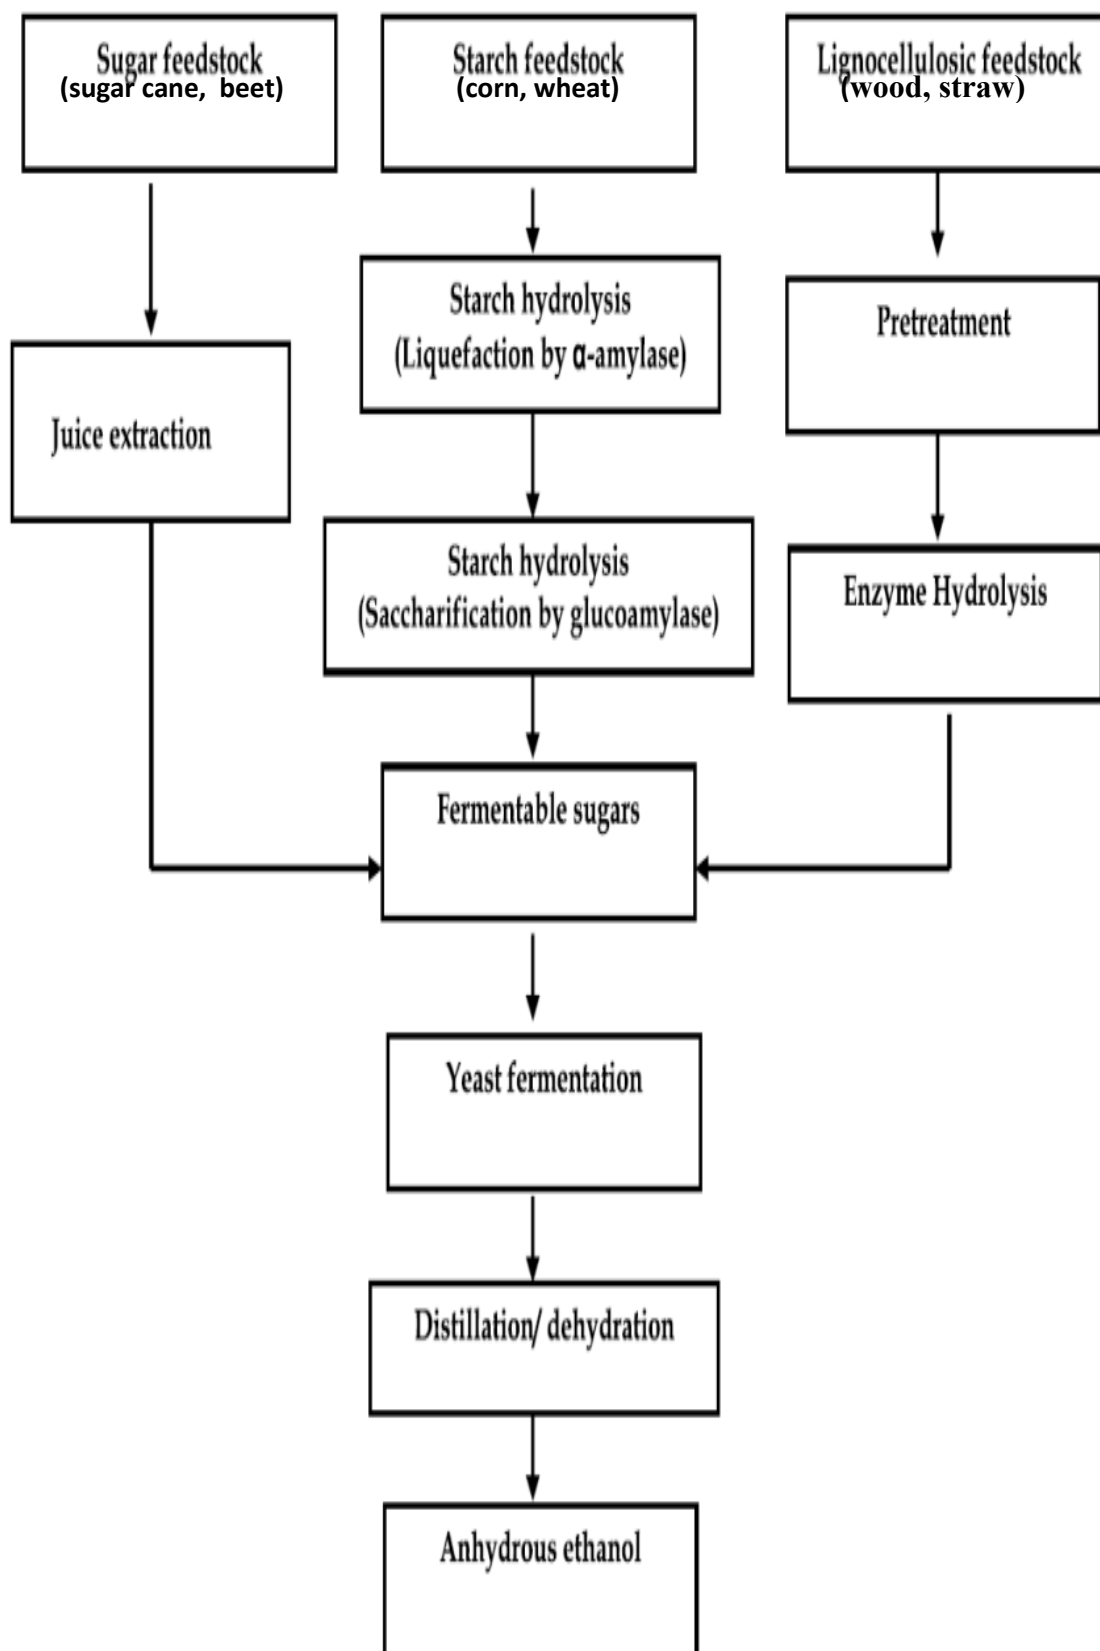 Sugar feedstock
(sugar cane, beet)
Starch feedstock
(corn, wheat)
Lignocellulosic feedstock
(wood, straw)
Starch hydrolysis
(Liquefaction by α-amylase)
Pretreatment
Juice extraction
Starch hydrolysis
(Saccharification by glucoamylase)
Enzyme Hydrolysis
Fermentable sugars
Yeast fermentation
Distillation/ dehydration
Anhydrous ethanol